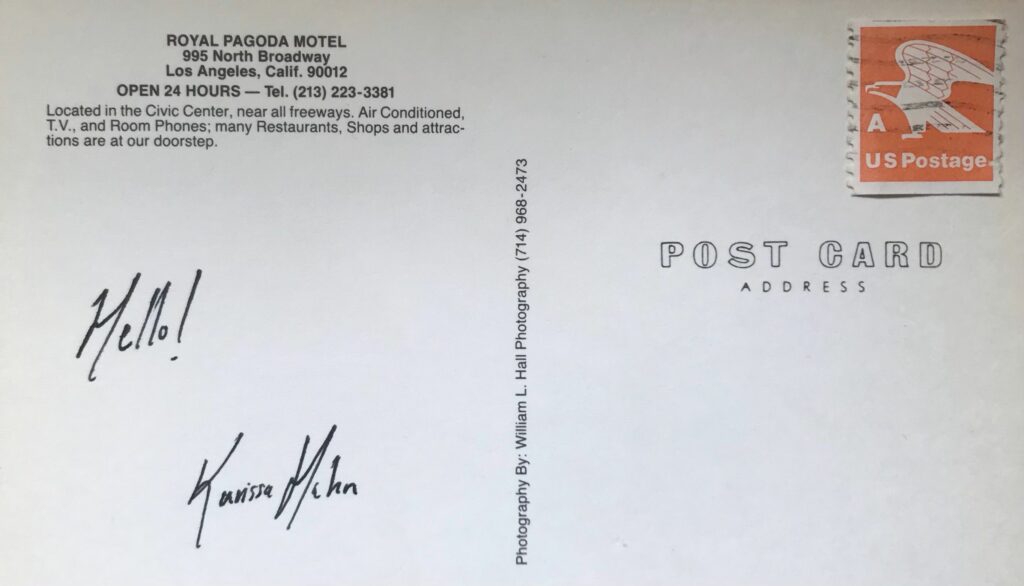 ROYAL PAGODA MOTEL
995 North Broadway
Los Angeles, Calif. 90012
OPEN 24 HOURS — Tel. (213) 223-3381
Located in the Civic Center, near all freeways. Air Conditioned,
T.V., and Room Phones; many Restaurants, Shops and attrac-
tions are at our doorstep.
Hello!
Karissa Hahn
Photography By: William L. Hall Photography (714) 968-2473
A
US Postage
POST CARD
ADDRESS